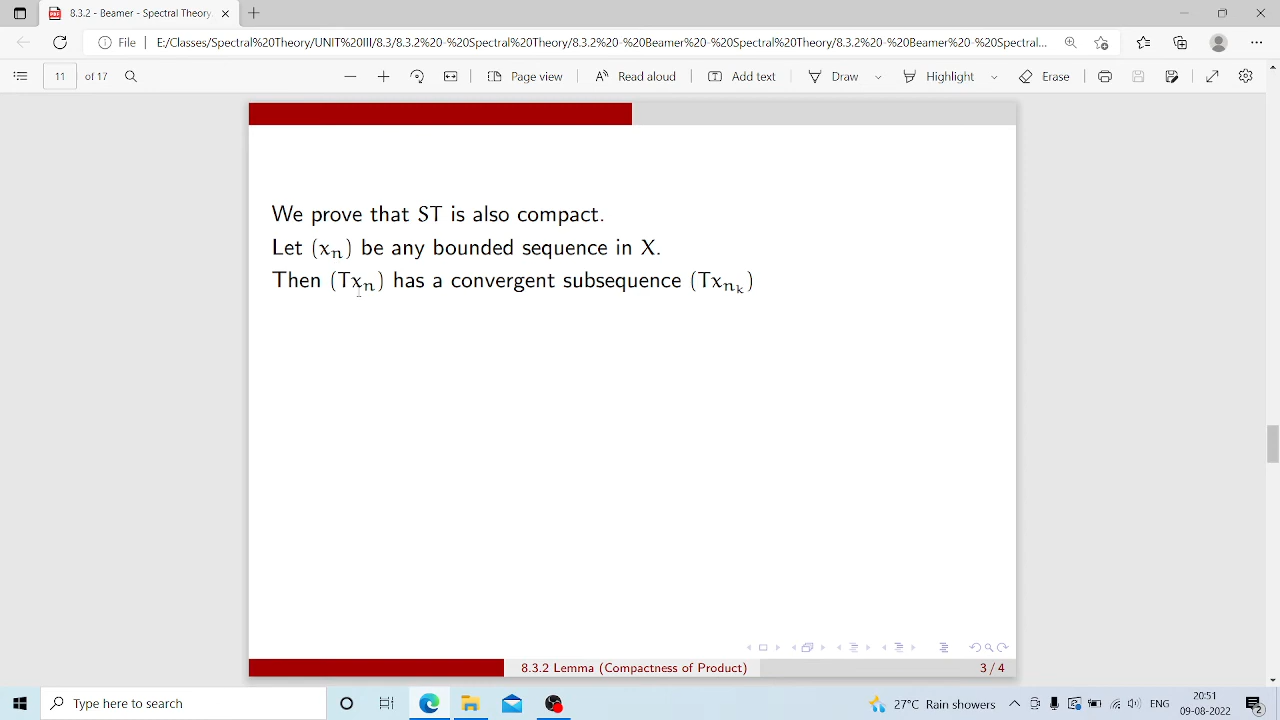 8.3.2 - Beamer - Spectral Theory,
File
E:/Classes/Spectral%20Theory/UNIT%20III/8.3/8.3.2%20-%20Spectral%20Theory/8.3.2%20-%20Beamer%20-%20Spectral%20-%20Beamer%20-%20Spectral...
11 of 17
Page view
Read aloud
Add text
Draw
Highlight
Erase
We prove that ST is also compact.
Let (xₙ) be any bounded sequence in X.
Then (Txₙ) has a convergent subsequence (Txₙₖ)
8.3.2 Lemma (Compactness of Product)
3 / 4
Type here to search
27°C Rain showers
ENG
20:51
09-08-2022
2